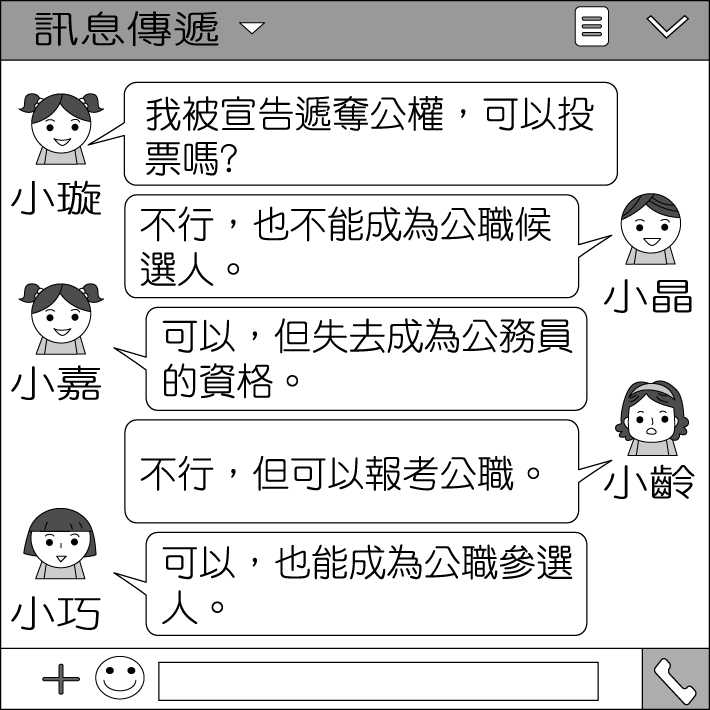 訊息傳遞
我被宣告遞奪公權，可以投
票嗎?
小璇
不行，也不能成為公職候
選人。
小晶
可以，但失去成為公務員
的資格。
小嘉
不行，但可以報考公職。
小齡
可以，也能成為公職參選
人。
小巧